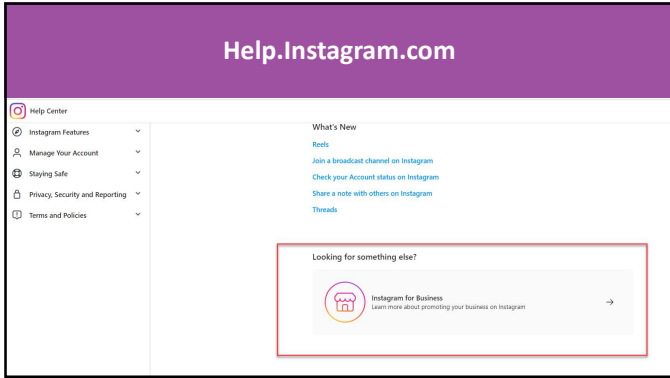 Help.Instagram.com
Help Center
Instagram Features
Manage Your Account
Staying Safe
Privacy, Security and Reporting
Terms and Policies
What's New
Reels
Join a broadcast channel on Instagram
Check your Account status on Instagram
Share a note with others on Instagram
Threads
Looking for something else?
Instagram for Business
Learn more about promoting your business on Instagram